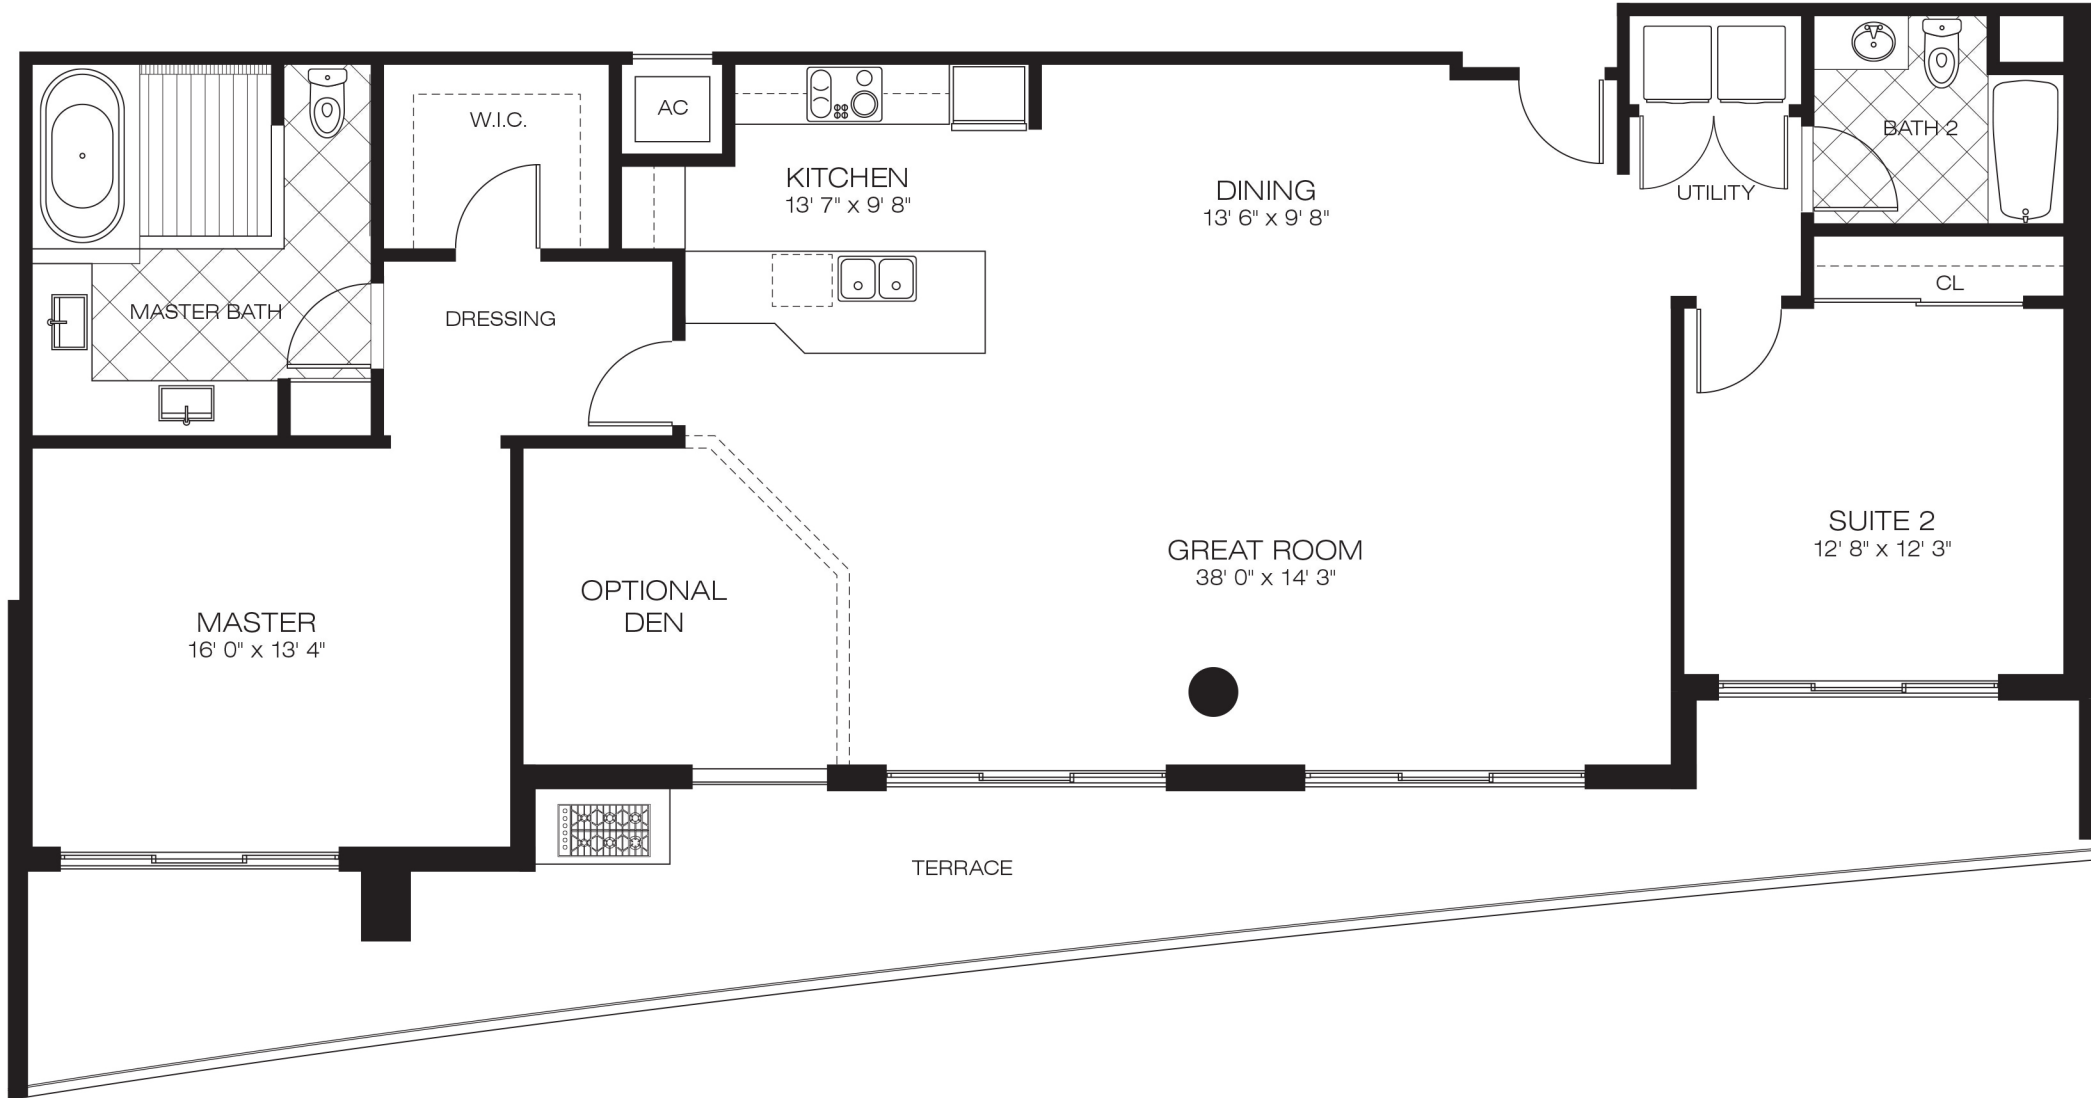 AC
W.I.C.
KITCHEN
13' 7" x 9' 8"
DINING
13' 6" x 9' 8"
BATH 2
UTILITY
CL
MASTER BATH
DRESSING
SUITE 2
12' 8" x 12' 3"
GREAT ROOM
38' 0" x 14' 3"
OPTIONAL
DEN
MASTER
16' 0" x 13' 4"
TERRACE